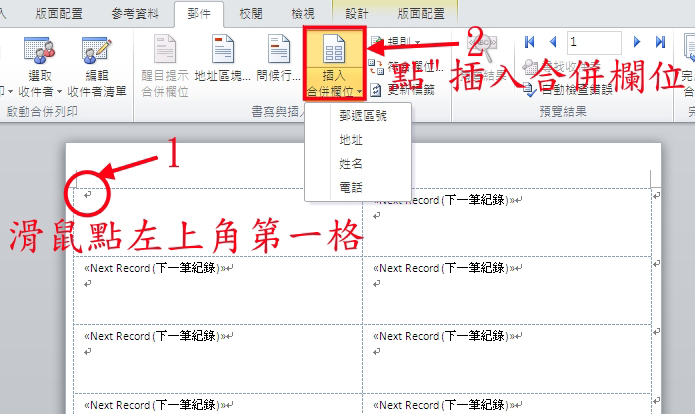 版面配置 參考資料 郵件 校閱 檢視 設計 版面配置
選取 編輯 醒目提示 地址區塊... 問候行... 插入 規則
收件者 收件者清單 合併欄位 合併欄位 更新標籤
1
自動檢查錯誤
啟動合併列印 書寫與插入 預覽結果
2
"點"插入合併欄位
郵遞區號
地址
姓名
電話
1
滑鼠點左上角第一格
«Next Record (下一筆紀錄)»
«Next Record (下一筆紀錄)» «Next Record (下一筆紀錄)»
«Next Record (下一筆紀錄)» «Next Record (下一筆紀錄)»
«Next Record (下一筆紀錄)» «Next Record (下一筆紀錄)»